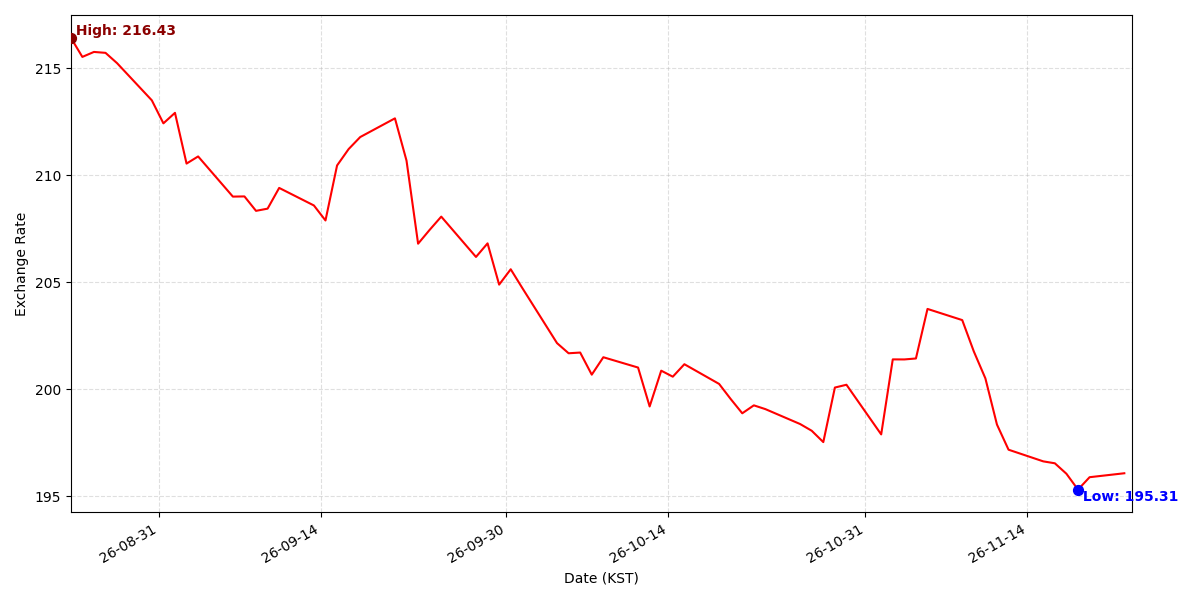 High: 216.43
215
210
205
200
195
Exchange Rate
Low: 195.31
26-08-31
26-09-14
26-09-30
26-10-14
26-10-31
26-11-14
Date (KST)